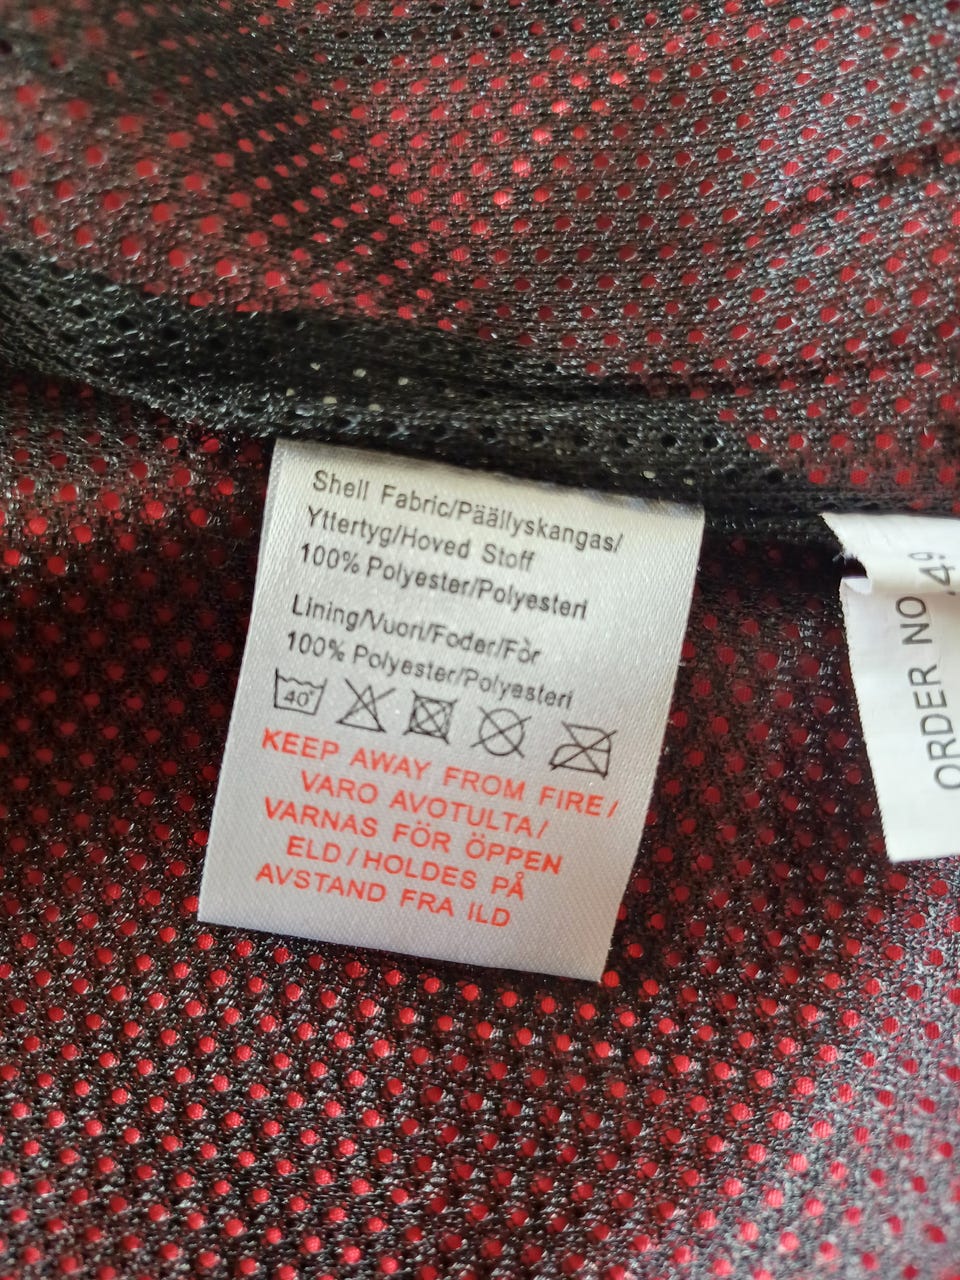 Shell Fabric/Päällyskangas/
Yttertyg/Hoved Stoff
100% Polyester/Polyesteri
Lining/Vuori/Foder/Fòr
100% Polyester/Polyesteri
40°
KEEP AWAY FROM FIRE/
VARO AVOTULTA/
VARNAS FÖR ÖPPEN
ELD/HOLDES PÅ
AVSTAND FRA ILD
ORDER NO